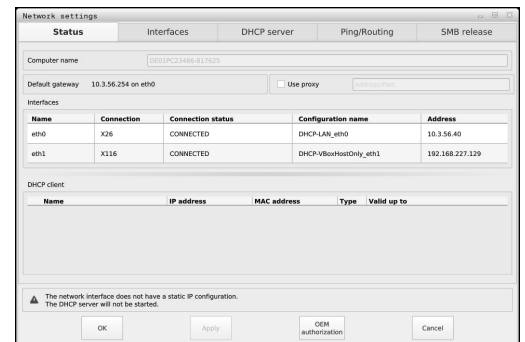 Network settings
Status Interfaces DHCP server Ping/Routing SMB release
Computer name DE01PC23486-817625
Default gateway 10.3.56.254 on eth0 Use proxy Address:Port
Interfaces
Name Connection Connection status Configuration name Address
eth0 X26 CONNECTED DHCP-LAN_eth0 10.3.56.40
eth1 X116 CONNECTED DHCP-VBoxHostOnly_eth1 192.168.227.129
DHCP client
Name IP address MAC address Type Valid up to
The network interface does not have a static IP configuration.
The DHCP server will not be started.
OK Apply OEM authorization Cancel